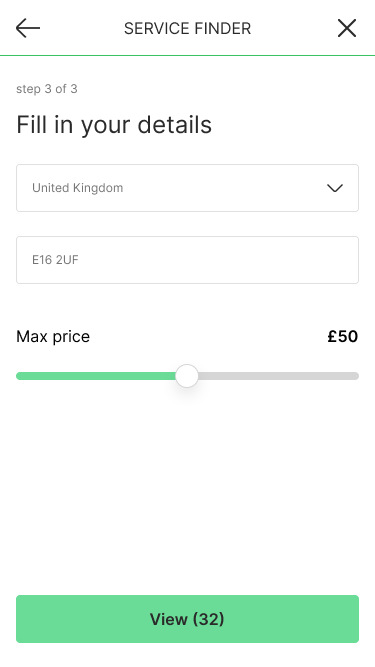 SERVICE FINDER
step 3 of 3
Fill in your details
United Kingdom
E16 2UF
Max price £50
View (32)